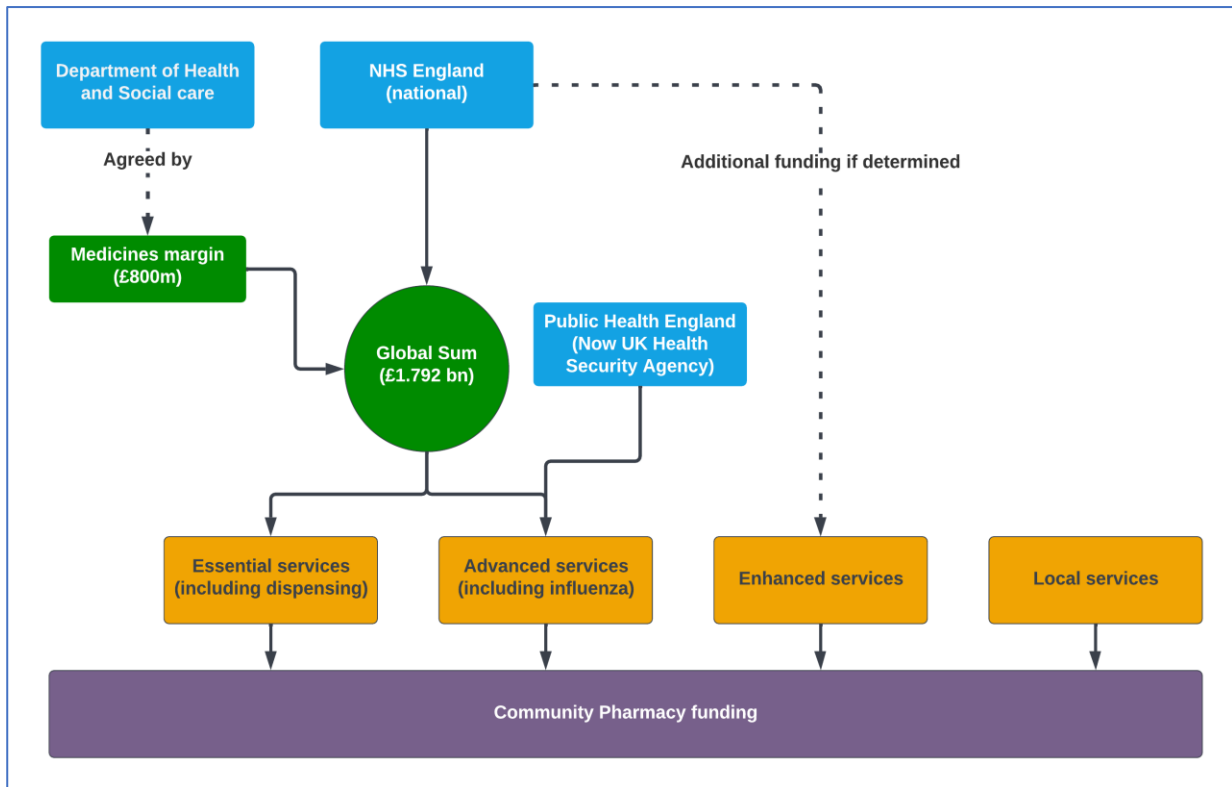 Department of Health
and Social care
NHS England
(national)
Agreed by
Additional funding if determined
Medicines margin
(£800m)
Global Sum
(£1.792 bn)
Public Health England
(Now UK Health
Security Agency)
Essential services
(including dispensing)
Advanced services
(including influenza)
Enhanced services
Local services
Community Pharmacy funding